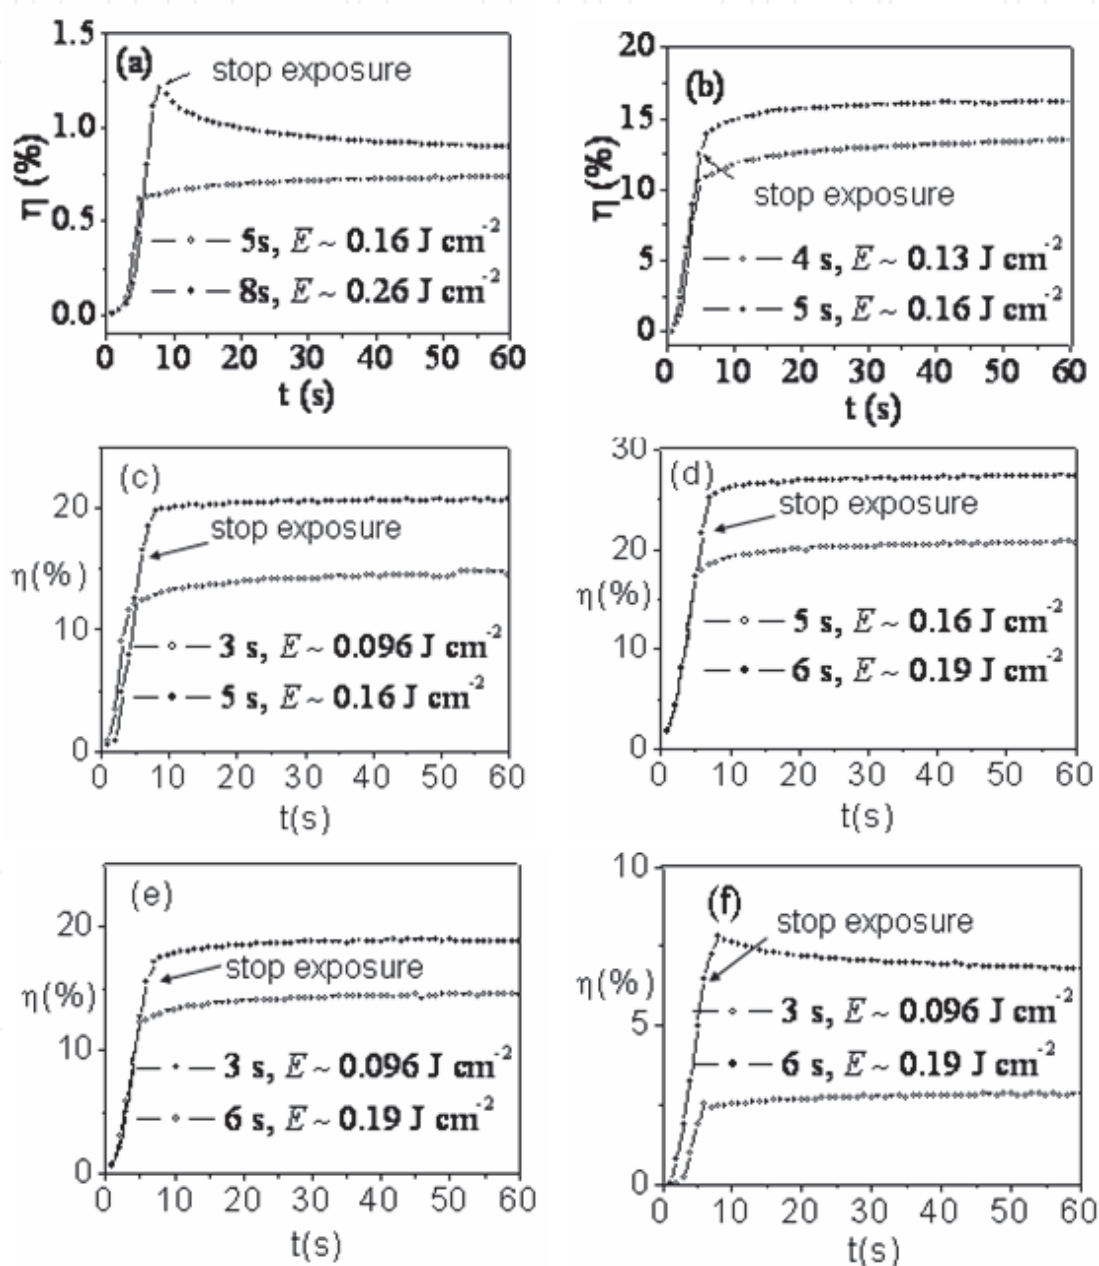 (a)
stop exposure
η (%)
1.5
1.0
0.5
0.0
5s, E ~ 0.16 J cm-2
8s, E ~ 0.26 J cm-2
0 10 20 30 40 50 60
t (s)
(b)
stop exposure
η (%)
20
15
10
5
0
4 s, E ~ 0.13 J cm-2
5 s, E ~ 0.16 J cm-2
0 10 20 30 40 50 60
t (s)
(c)
stop exposure
η(%)
20
10
0
3 s, E ~ 0.096 J cm-2
5 s, E ~ 0.16 J cm-2
0 10 20 30 40 50 60
t(s)
(d)
stop exposure
η(%)
30
20
10
0
5 s, E ~ 0.16 J cm-2
6 s, E ~ 0.19 J cm-2
0 10 20 30 40 50 60
t(s)
(e)
stop exposure
η(%)
20
10
0
3 s, E ~ 0.096 J cm-2
6 s, E ~ 0.19 J cm-2
0 10 20 30 40 50 60
t(s)
(f)
stop exposure
η(%)
10
5
0
3 s, E ~ 0.096 J cm-2
6 s, E ~ 0.19 J cm-2
0 10 20 30 40 50 60
t(s)